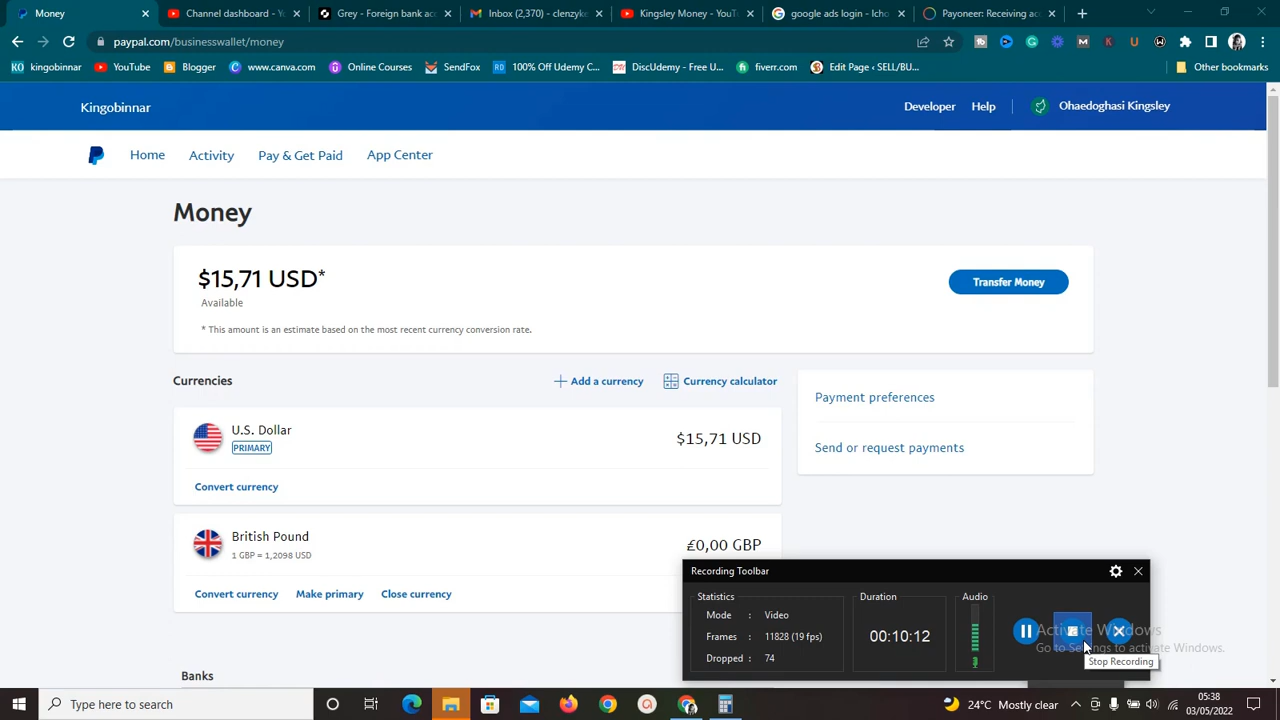 Money
Channel dashboard - Yo
Grey - Foreign bank acc
Inbox (2,370) - clenzyke
Kingsley Money - YouTu
google ads login - Icho
Payoneer: Receiving acc
paypal.com/businesswallet/money
kingobinnar
YouTube
Blogger
www.canva.com
Online Courses
SendFox
100% Off Udemy C...
DiscUdemy - Free U...
fiverr.com
Edit Page ‹ SELL/BU...
Other bookmarks
Kingobinnar
Developer
Help
Ohaedoghasi Kingsley
Home
Activity
Pay & Get Paid
App Center
Money
$15,71 USD*
Available
Transfer Money
* This amount is an estimate based on the most recent currency conversion rate.
Currencies
Add a currency
Currency calculator
Payment preferences
Send or request payments
U.S. Dollar
PRIMARY
$15,71 USD
Convert currency
British Pound
1 GBP = 1,2098 USD
£0,00 GBP
Convert currency
Make primary
Close currency
Banks
Recording Toolbar
Statistics
Mode : Video
Frames : 11828 (19 fps)
Dropped : 74
Duration
00:10:12
Audio
Activate Windows
Go to Settings to activate Windows.
Stop Recording
Type here to search
24°C Mostly clear
05:38
03/05/2022